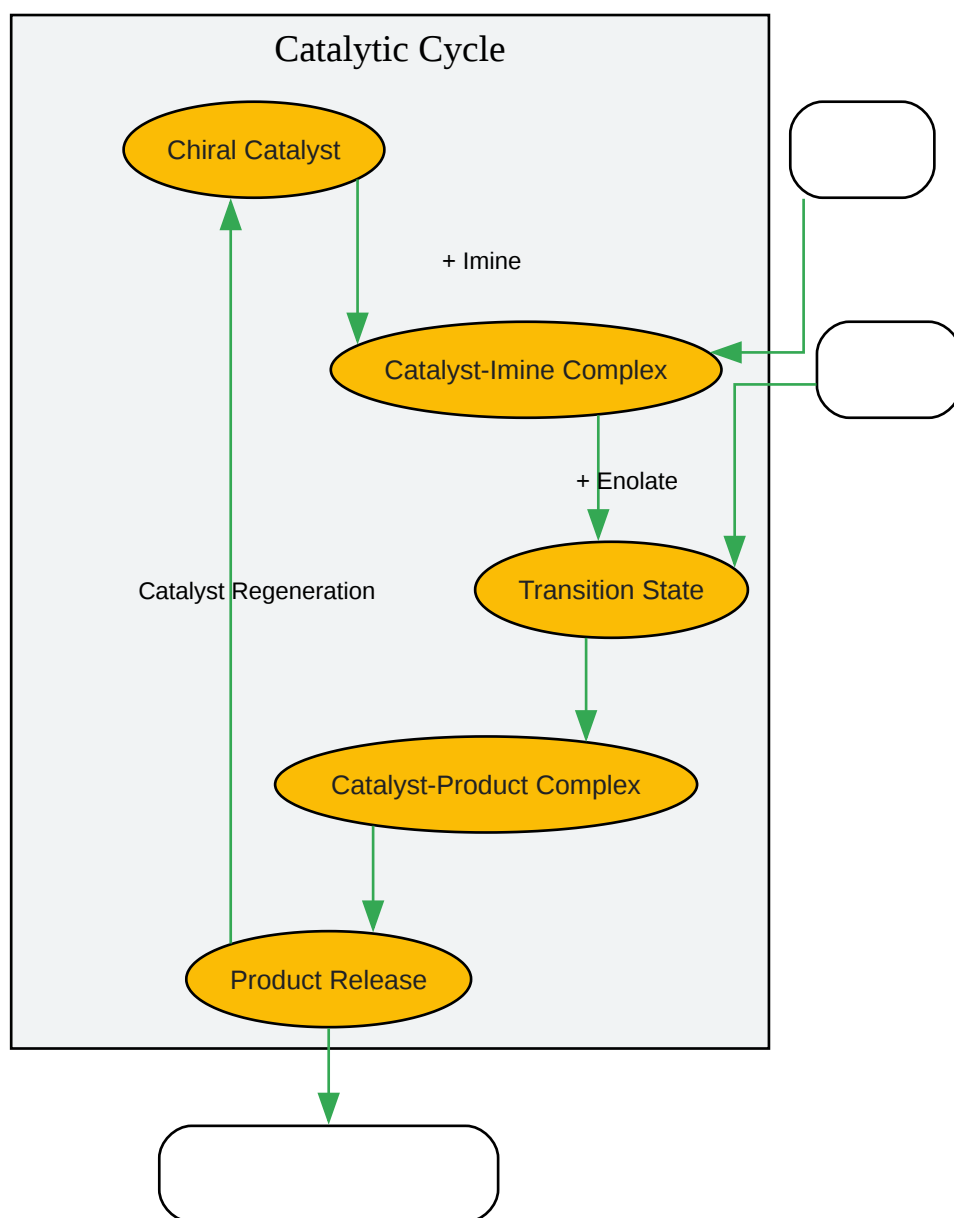 Catalytic Cycle
Chiral Catalyst
+ Imine
Catalyst-Imine Complex
+ Enolate
Transition State
Catalyst Regeneration
Catalyst-Product Complex
Product Release